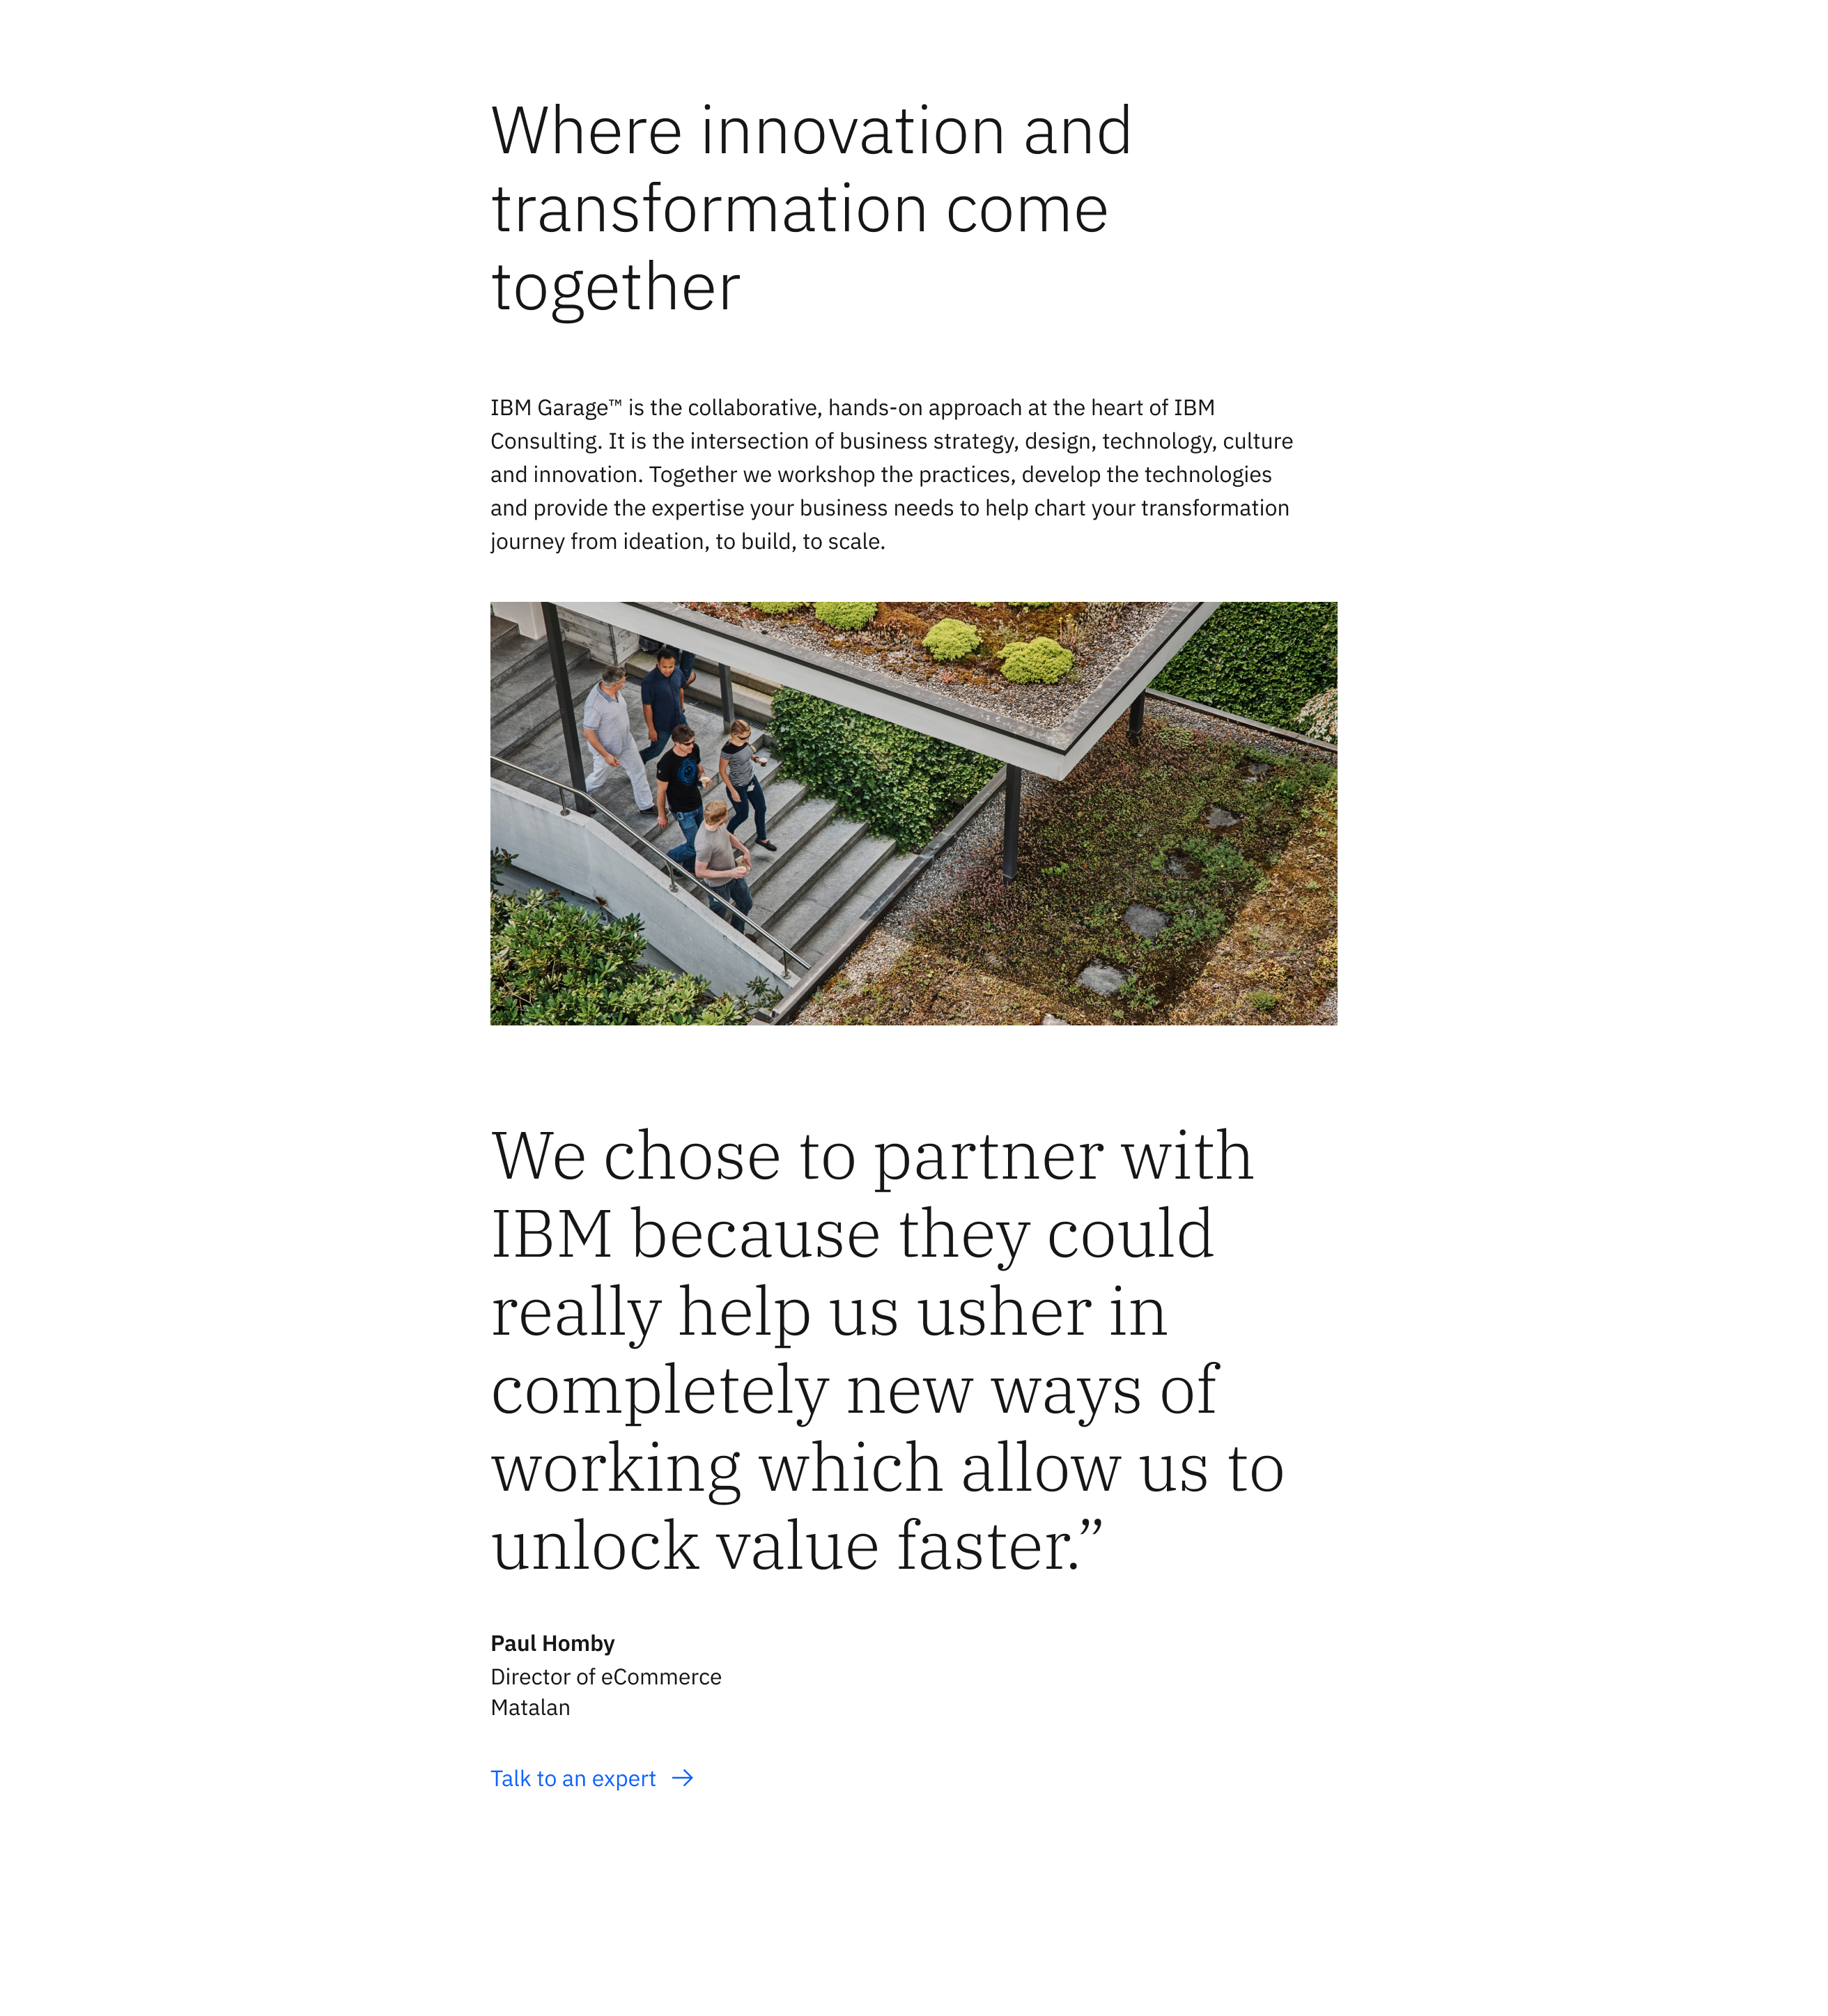 Where innovation and
transformation come
together
IBM Garage™ is the collaborative, hands-on approach at the heart of IBM
Consulting. It is the intersection of business strategy, design, technology, culture
and innovation. Together we workshop the practices, develop the technologies
and provide the expertise your business needs to help chart your transformation
journey from ideation, to build, to scale.
We chose to partner with
IBM because they could
really help us usher in
completely new ways of
working which allow us to
unlock value faster.”
Paul Homby
Director of eCommerce
Matalan
Talk to an expert →